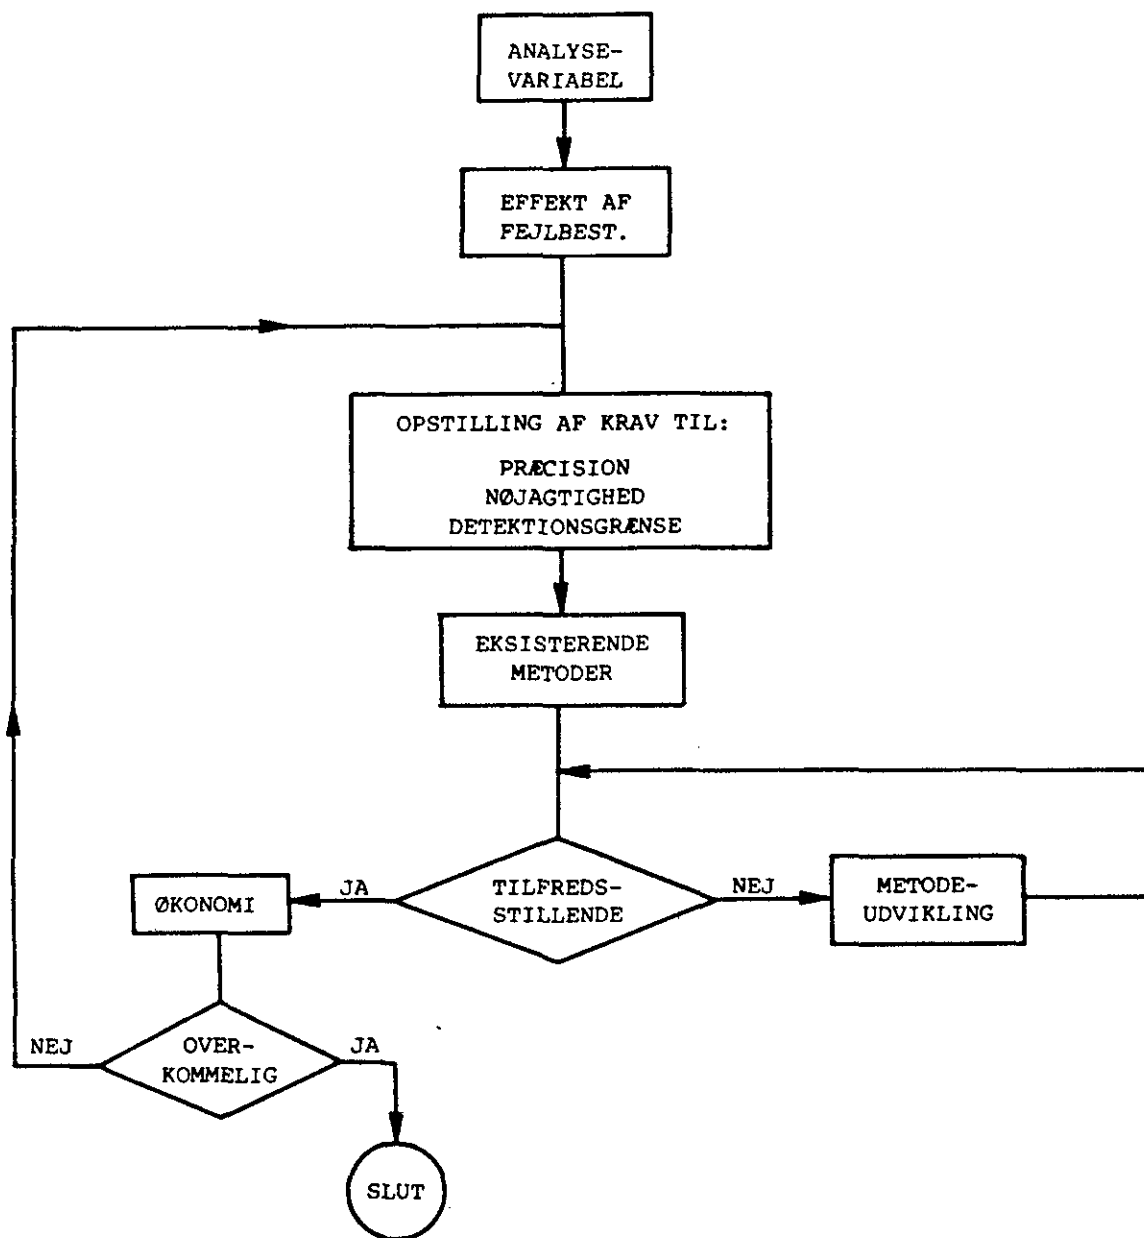 ANALYSE-
VARIABEL
EFFEKT AF
FEJLBEST.
OPSTILLING AF KRAV TIL:
PRÆCISION
NØJAGTIGHED
DETEKTIONSGRÆNSE
EKSISTERENDE
METODER
TILFREDS-
STILLENDE
JA
NEJ
ØKONOMI
METODE-
UDVIKLING
OVER-
KOMMELIG
NEJ
JA
SLUT